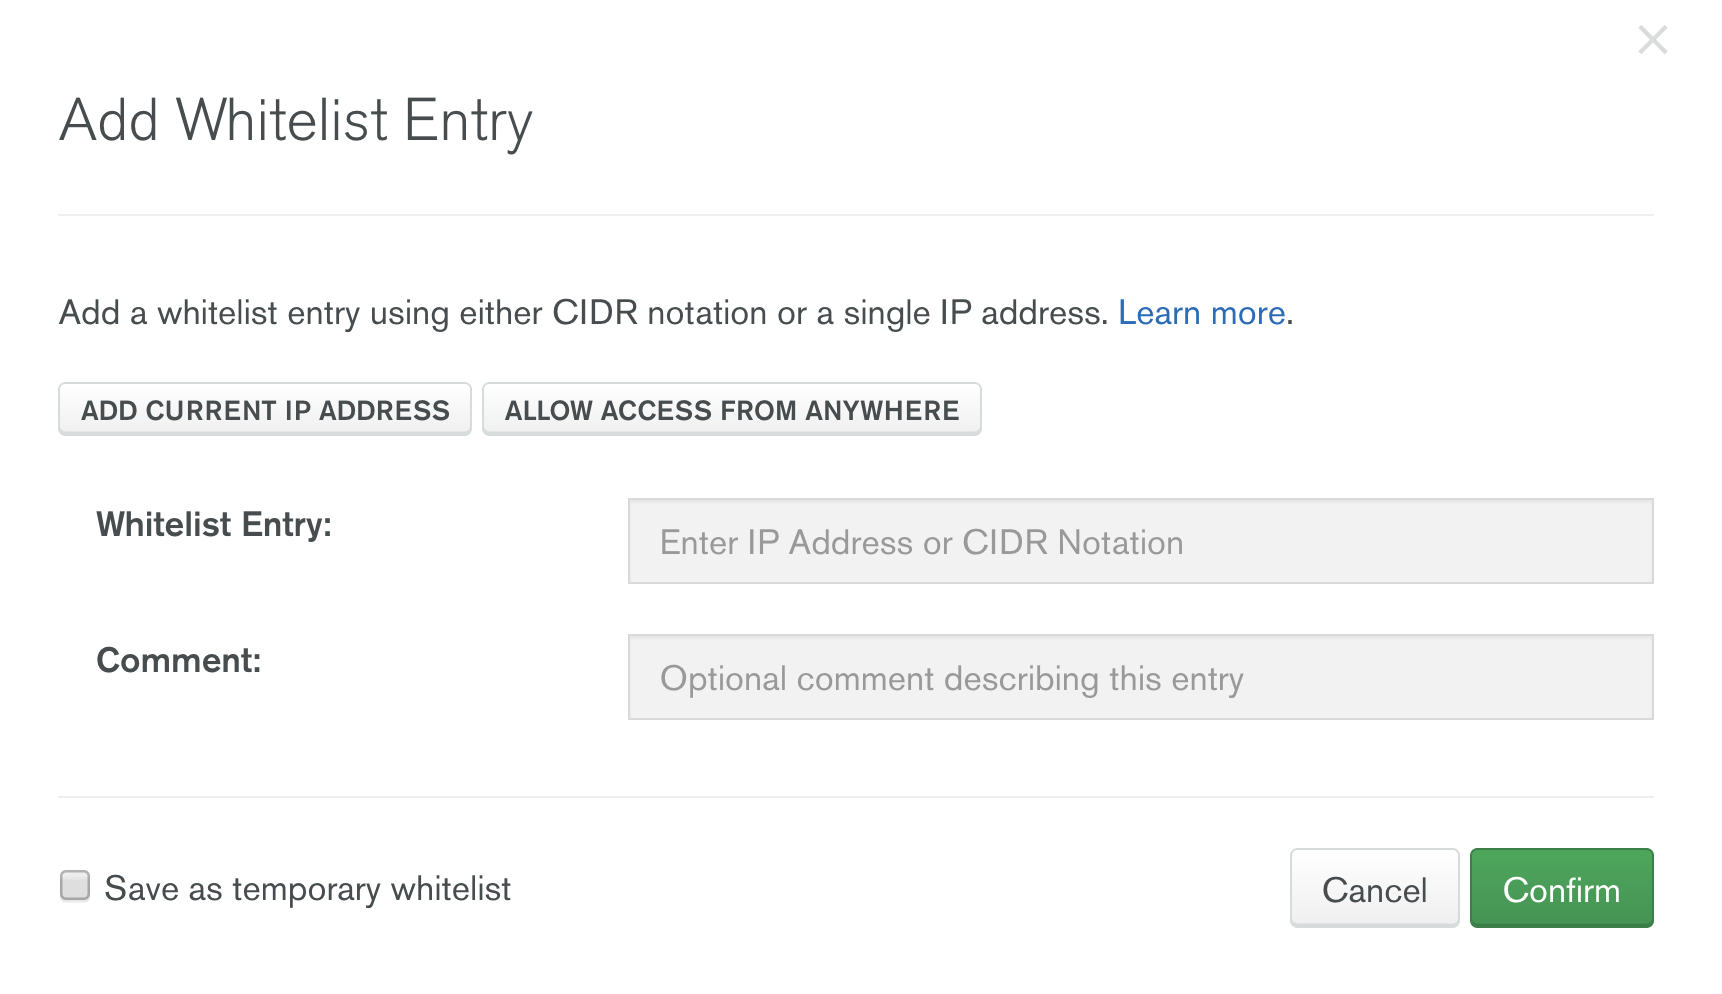 Add Whitelist Entry
Add a whitelist entry using either CIDR notation or a single IP address. Learn more.
ADD CURRENT IP ADDRESS ALLOW ACCESS FROM ANYWHERE
Whitelist Entry: Enter IP Address or CIDR Notation
Comment: Optional comment describing this entry
Save as temporary whitelist Cancel Confirm